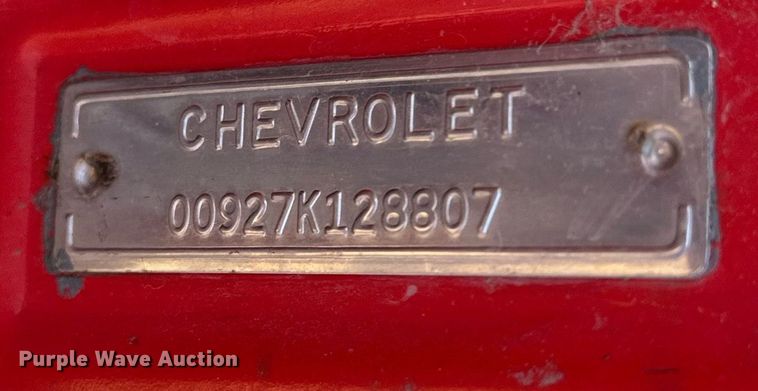 CHEVROLET
00927K128807
Purple Wave Auction